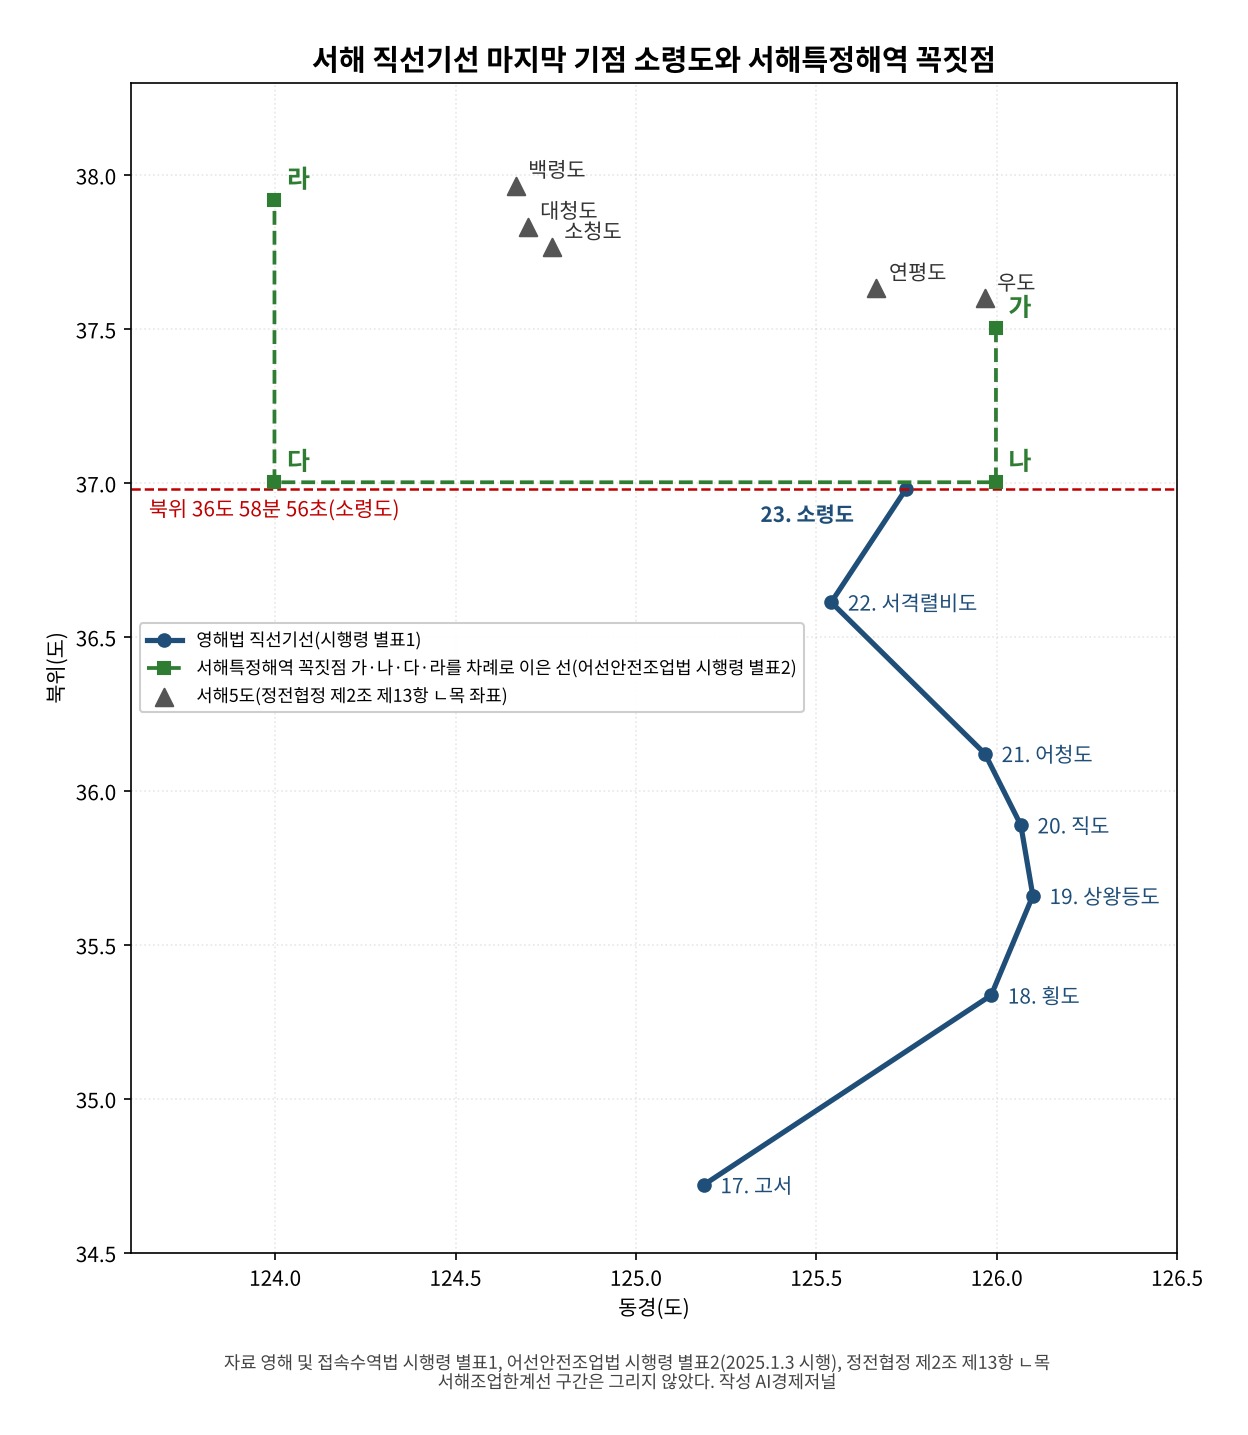 서해 직선기선 마지막 기점 소령도와 서해특정해역 꼭짓점
38.0
37.5
37.0
36.5
36.0
35.5
35.0
34.5
북위(도)
라
백령도
대청도
소청도
연평도
우도
가
다
나
북위 36도 58분 56초(소령도)
23. 소령도
22. 서격렬비도
영해법 직선기선(시행령 별표1)
서해특정해역 꼭짓점 가·나·다·라를 차례로 이은 선(어선안전조업법 시행령 별표2)
서해5도(정전협정 제2조 제13항 ㄴ목 좌표)
21. 어청도
20. 직도
19. 상왕등도
18. 횡도
17. 고서
124.0
124.5
125.0
125.5
126.0
126.5
동경(도)
자료 영해 및 접속수역법 시행령 별표1, 어선안전조업법 시행령 별표2(2025.1.3 시행), 정전협정 제2조 제13항 ㄴ목
서해조업한계선 구간은 그리지 않았다. 작성 AI경제저널